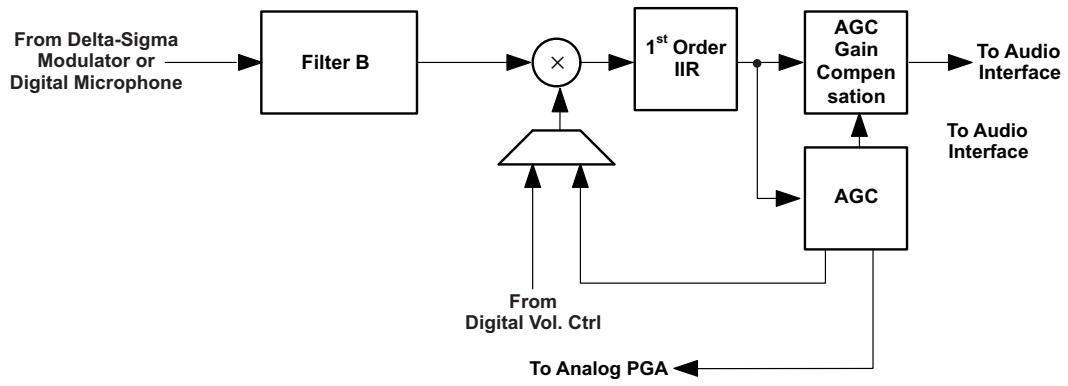 From Delta-Sigma
Modulator or
Digital Microphone
Filter B
×
1st Order
IIR
AGC
Gain
Compen
sation
To Audio
Interface
To Audio
Interface
AGC
From
Digital Vol. Ctrl
To Analog PGA